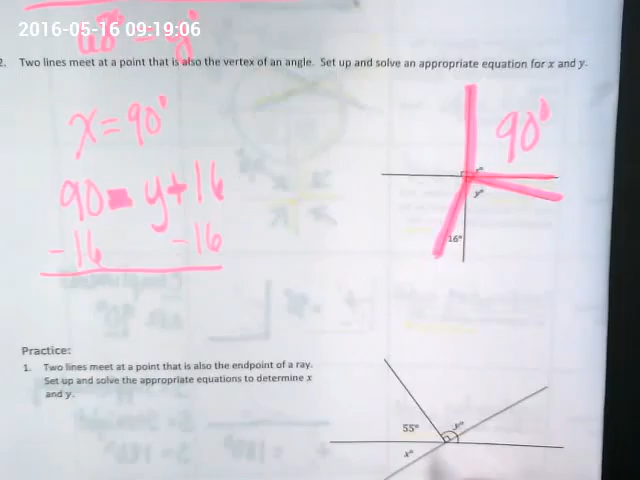 2016-05-16 09:19:06
68° = y°
2. Two lines meet at a point that is also the vertex of an angle. Set up and solve an appropriate equation for x and y.
x = 90°
90 = y + 16
- 16 - 16
90°
x°
y°
16°
Practice:
1. Two lines meet at a point that is also the endpoint of a ray.
Set up and solve the appropriate equations to determine x
and y.
55°
y°
x°